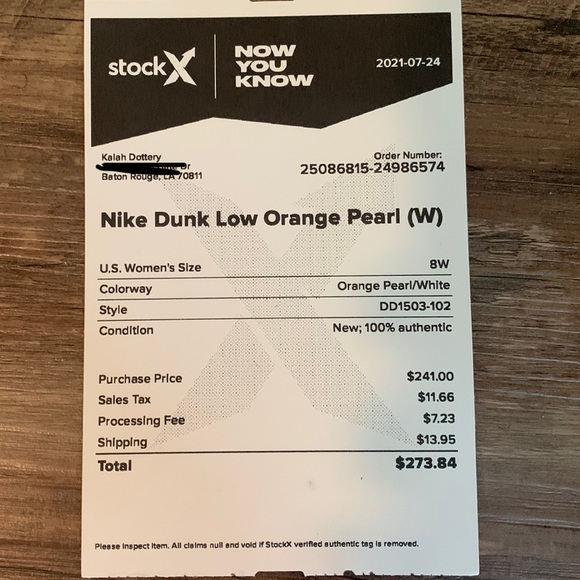 stockX
NOW
YOU
KNOW
2021-07-24
Kalah Dottery
Dr
Baton Rouge, LA 70811
Order Number:
25086815-24986574
Nike Dunk Low Orange Pearl (W)
U.S. Women's Size 8W
Colorway Orange Pearl/White
Style DD1503-102
Condition New; 100% authentic
Purchase Price $241.00
Sales Tax $11.66
Processing Fee $7.23
Shipping $13.95
Total $273.84
Please inspect item. All claims null and void if StockX verified authentic tag is removed.